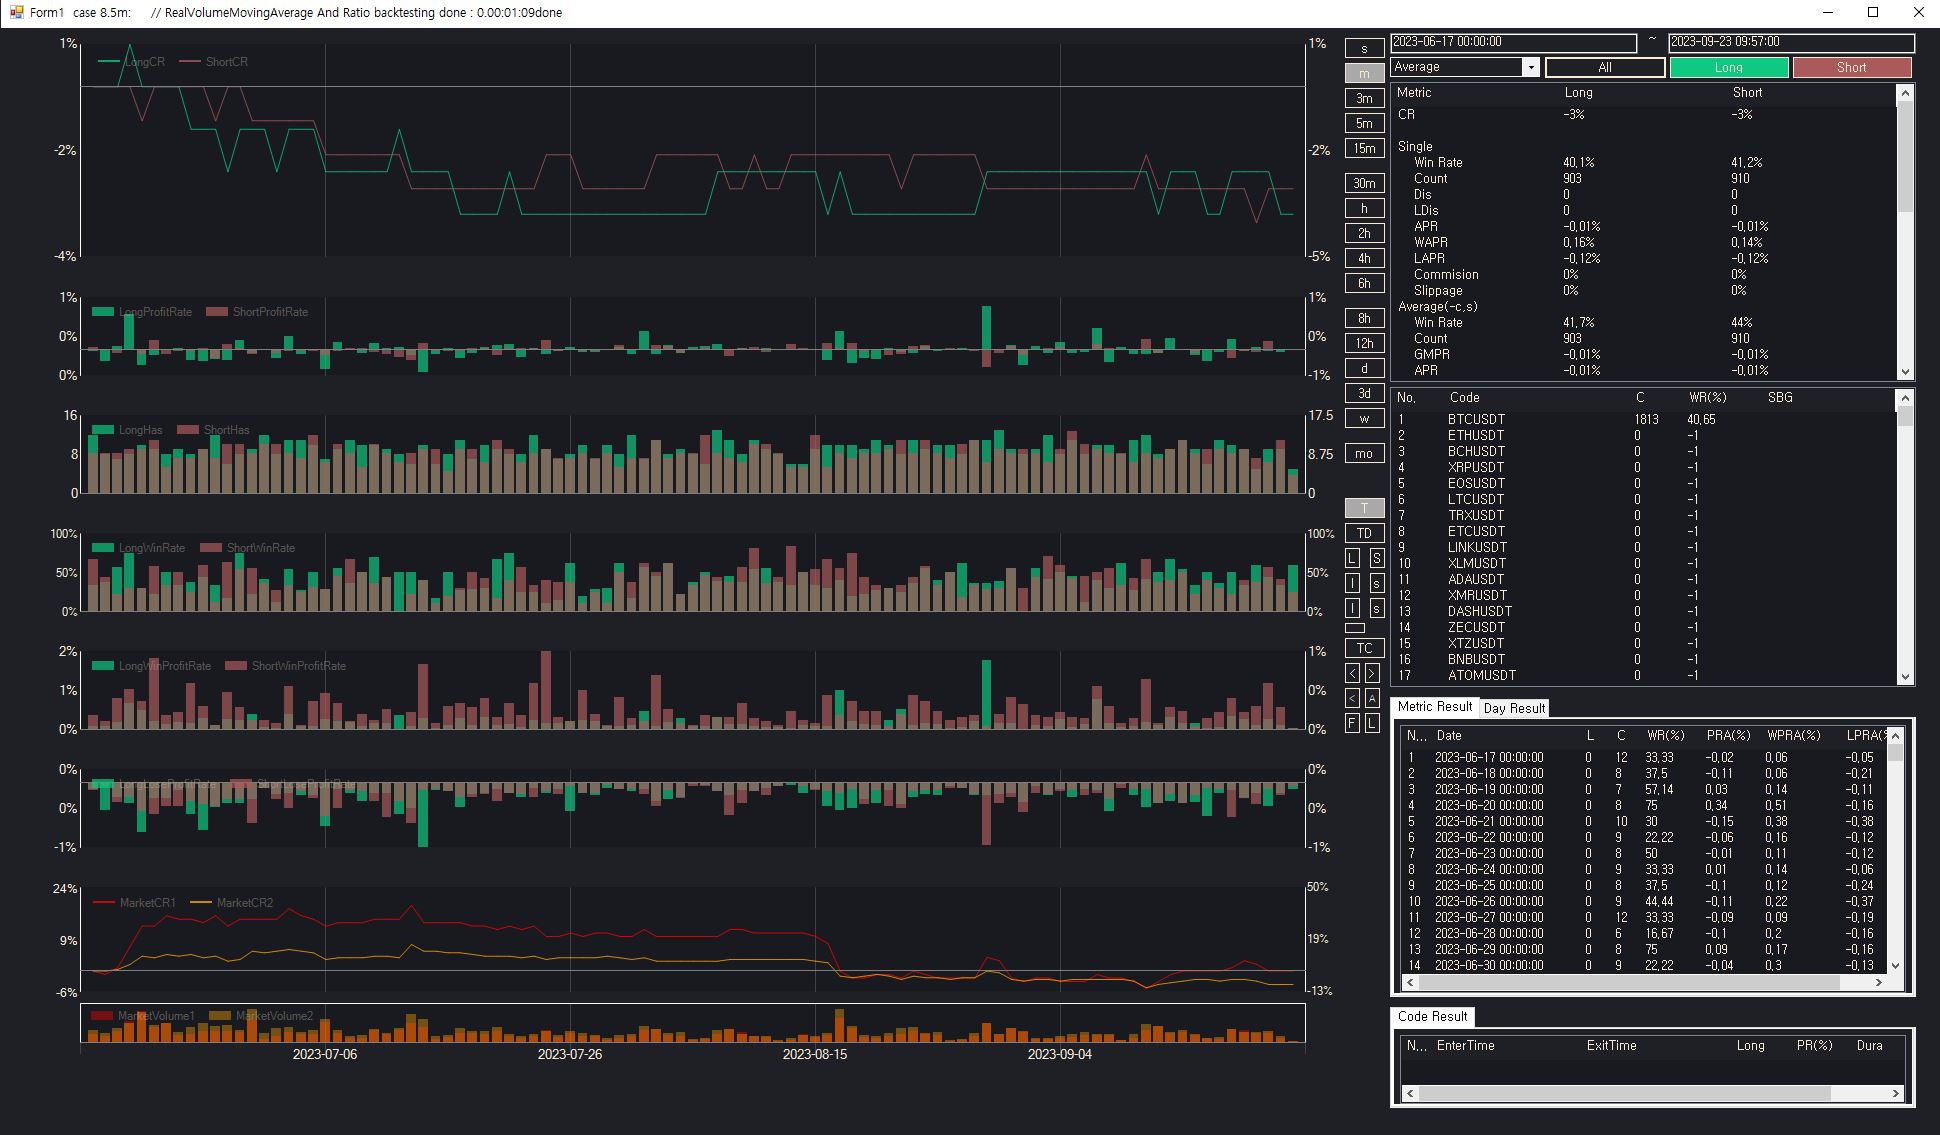 Form1 case 8.5m: // RealVolumeMovingAverage And Ratio backtesting done : 0.00:01:09done
1% LongCR ShortCR 1%
-2% -2%
-4% -5%
1% LongProfitRate ShortProfitRate 1%
0% 0%
0% -1%
16 LongHas ShortHas 17.5
8 8.75
0 0
100% LongWinRate ShortWinRate 100%
50% 50%
0% 0%
2% LongWinProfitRate ShortWinProfitRate 1%
1% 0%
0% 0%
0% LongLoseProfitRate ShortLoseProfitRate 0%
0% 0%
-1% -1%
24% MarketCR1 MarketCR2 50%
9% 19%
-6% -13%
MarketVolume1 MarketVolume2
2023-07-06 2023-07-26 2023-08-15 2023-09-04
s
m
3m
5m
15m
30m
h
2h
4h
6h
8h
12h
d
3d
w
mo
T
TD
L S
l s
l s
TC
< >
< A
F L
2023-06-17 00:00:00 ~ 2023-09-23 09:57:00
Average All Long Short
Metric Long Short
CR -3% -3%
Single
Win Rate 40.1% 41.2%
Count 903 910
Dis 0 0
LDis 0 0
APR -0.01% -0.01%
WAPR 0.16% 0.14%
LAPR -0.12% -0.12%
Commision 0% 0%
Slippage 0% 0%
Average(-c,s)
Win Rate 41.7% 44%
Count 903 910
GMPR -0.01% -0.01%
APR -0.01% -0.01%
No. Code C WR(%) SBG
1 BTCUSDT 1813 40.65
2 ETHUSDT 0 -1
3 BCHUSDT 0 -1
4 XRPUSDT 0 -1
5 EOSUSDT 0 -1
6 LTCUSDT 0 -1
7 TRXUSDT 0 -1
8 ETCUSDT 0 -1
9 LINKUSDT 0 -1
10 XLMUSDT 0 -1
11 ADAUSDT 0 -1
12 XMRUSDT 0 -1
13 DASHUSDT 0 -1
14 ZECUSDT 0 -1
15 XTZUSDT 0 -1
16 BNBUSDT 0 -1
17 ATOMUSDT 0 -1
Metric Result Day Result
N... Date L C WR(%) PRA(%) WPRA(%) LPRA(%
1 2023-06-17 00:00:00 0 12 33.33 -0.02 0.06 -0.05
2 2023-06-18 00:00:00 0 8 37.5 -0.11 0.06 -0.21
3 2023-06-19 00:00:00 0 7 57.14 0.03 0.14 -0.11
4 2023-06-20 00:00:00 0 8 75 0.34 0.51 -0.16
5 2023-06-21 00:00:00 0 10 30 -0.15 0.38 -0.38
6 2023-06-22 00:00:00 0 9 22.22 -0.06 0.16 -0.12
7 2023-06-23 00:00:00 0 8 50 -0.01 0.11 -0.12
8 2023-06-24 00:00:00 0 9 33.33 0.01 0.14 -0.06
9 2023-06-25 00:00:00 0 8 37.5 -0.1 0.12 -0.24
10 2023-06-26 00:00:00 0 9 44.44 -0.11 0.22 -0.37
11 2023-06-27 00:00:00 0 12 33.33 -0.09 0.09 -0.19
12 2023-06-28 00:00:00 0 6 16.67 -0.1 0.2 -0.16
13 2023-06-29 00:00:00 0 8 75 0.09 0.17 -0.16
14 2023-06-30 00:00:00 0 9 22.22 -0.04 0.3 -0.13
Code Result
N... EnterTime ExitTime Long PR(%) Dura